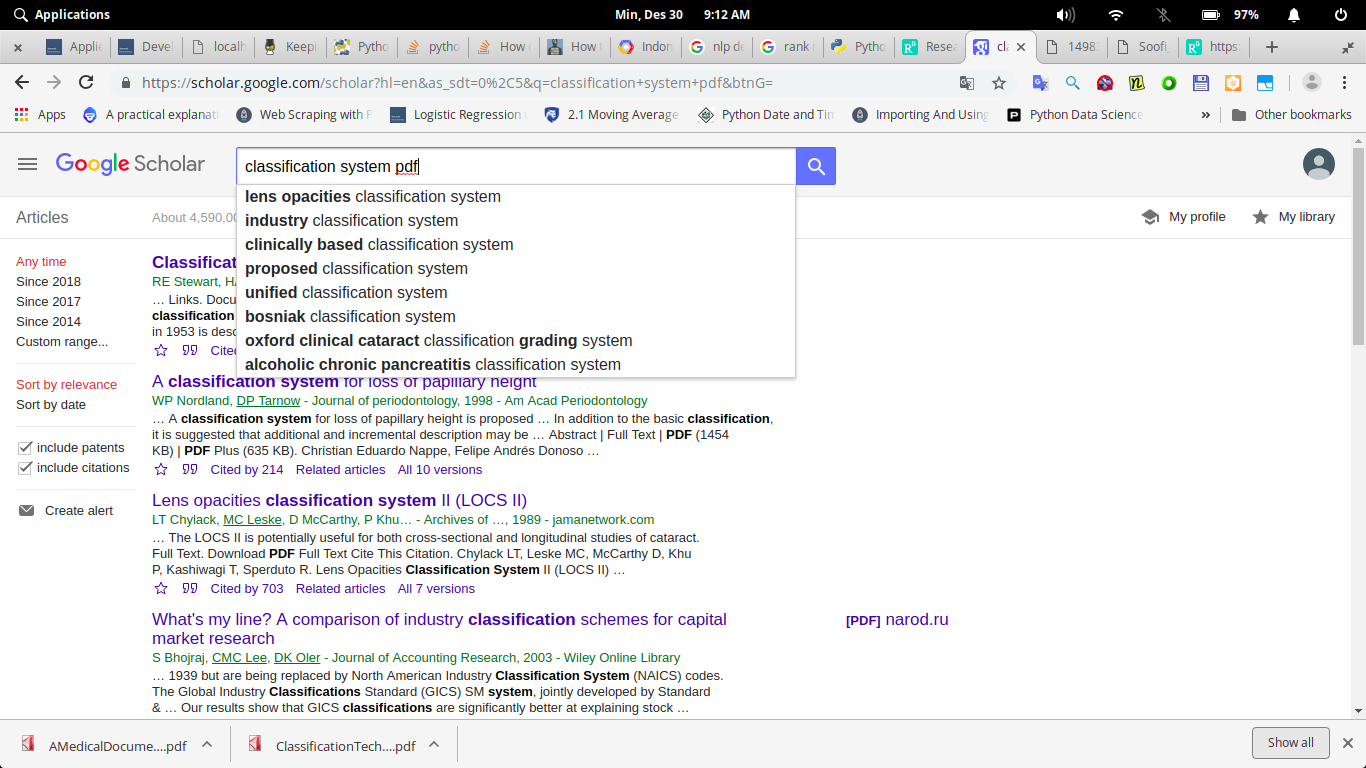 Applications
Min, Des 30 9:12 AM
97%
Applie
Devel
localh
Keepi
Pytho
pytho
How
How
Indon
nlp de
rank
Pytho
Resea
cla
1498
Soofi_
https:
https://scholar.google.com/scholar?hl=en&as_sdt=0%2C5&q=classification+system+pdf&btnG=
Apps
A practical explanat
Web Scraping with P
Logistic Regression
2.1 Moving Average
Python Date and Tim
Importing And Using
Python Data Science
»
Other bookmarks
Google Scholar
classification system pdf
lens opacities classification system
industry classification system
clinically based classification system
proposed classification system
unified classification system
bosniak classification system
oxford clinical cataract classification grading system
alcoholic chronic pancreatitis classification system
Articles
About 4,590,00
My profile
My library
Any time
Since 2018
Since 2017
Since 2014
Custom range...
Sort by relevance
Sort by date
include patents
include citations
Create alert
Classificat
RE Stewart, HA
… Links. Docu
classification
in 1953 is desc
Cited
A classification system for loss of papillary height
WP Nordland, DP Tarnow - Journal of periodontology, 1998 - Am Acad Periodontology
… A classification system for loss of papillary height is proposed … In addition to the basic classification,
it is suggested that additional and incremental description may be … Abstract | Full Text | PDF (1454
KB) | PDF Plus (635 KB). Christian Eduardo Nappe, Felipe Andrés Donoso …
Cited by 214 Related articles All 10 versions
Lens opacities classification system II (LOCS II)
LT Chylack, MC Leske, D McCarthy, P Khu… - Archives of …, 1989 - jamanetwork.com
… The LOCS II is potentially useful for both cross-sectional and longitudinal studies of cataract.
Full Text. Download PDF Full Text Cite This Citation. Chylack LT, Leske MC, McCarthy D, Khu
P, Kashiwagi T, Sperduto R. Lens Opacities Classification System II (LOCS II) …
Cited by 703 Related articles All 7 versions
What's my line? A comparison of industry classification schemes for capital
market research
[PDF] narod.ru
S Bhojraj, CMC Lee, DK Oler - Journal of Accounting Research, 2003 - Wiley Online Library
… 1939 but are being replaced by North American Industry Classification System (NAICS) codes.
The Global Industry Classifications Standard (GICS) SM system, jointly developed by Standard
& … Our results show that GICS classifications are significantly better at explaining stock …
AMedicalDocume....pdf
ClassificationTech....pdf
Show all